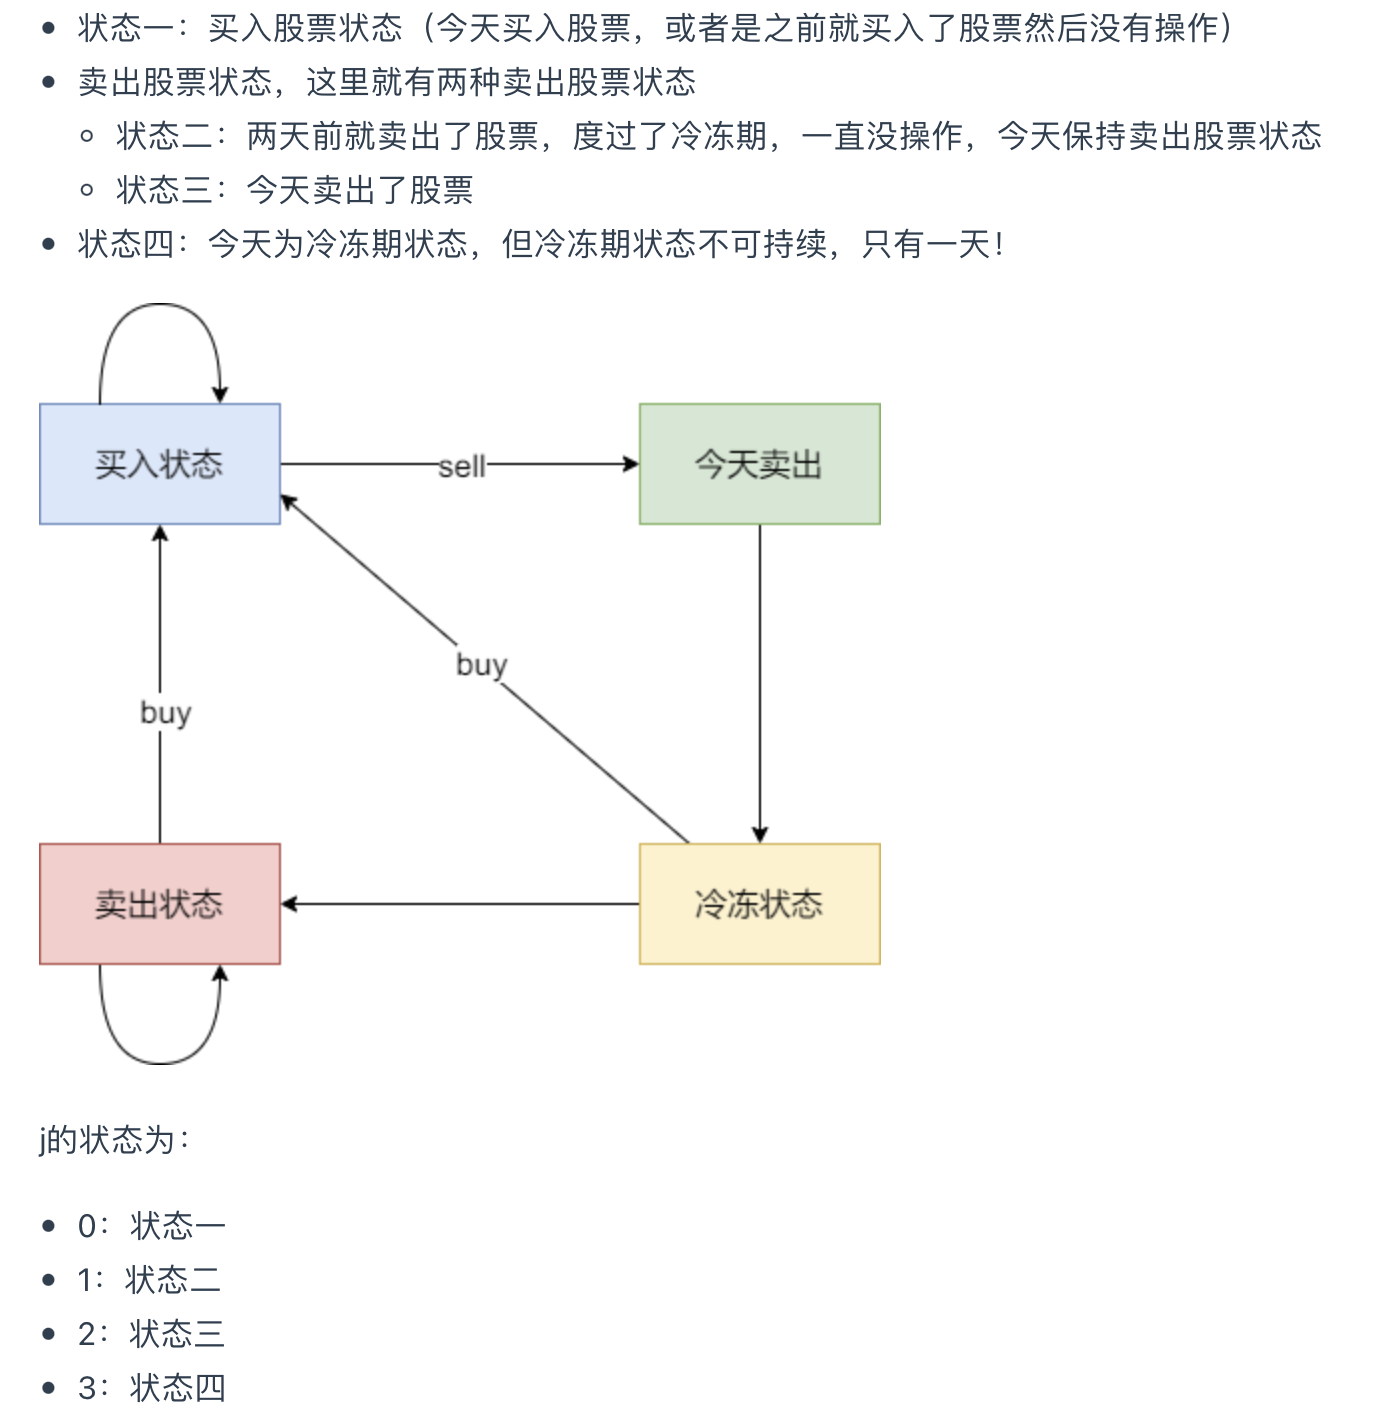 状态一：买入股票状态（今天买入股票，或者是之前就买入了股票然后没有操作）
卖出股票状态，这里就有两种卖出股票状态
状态二：两天前就卖出了股票，度过了冷冻期，一直没操作，今天保持卖出股票状态
状态三：今天卖出了股票
状态四：今天为冷冻期状态，但冷冻期状态不可持续，只有一天！
买入状态
sell
今天卖出
buy
buy
卖出状态
冷冻状态
j的状态为：
0：状态一
1：状态二
2：状态三
3：状态四